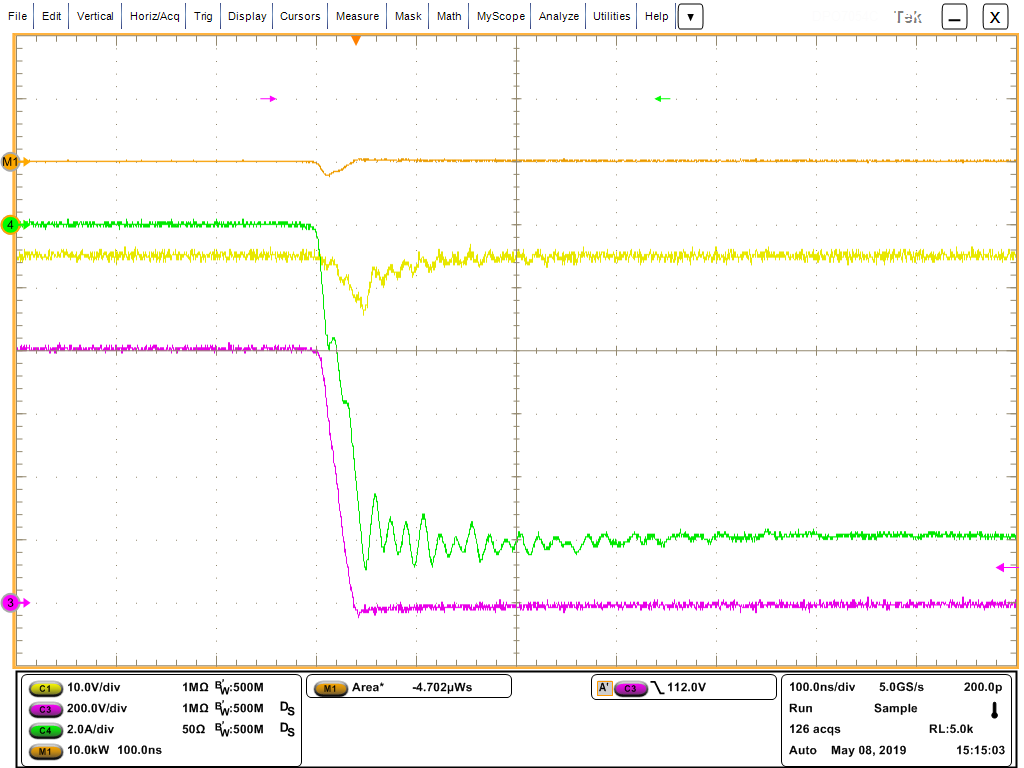 File Edit Vertical Horiz/Acq Trig Display Cursors Measure Mask Math MyScope Analyze Utilities Help ▼ Tek X
M1
4
3
C1 10.0V/div 1MΩ BW:500M
C3 200.0V/div 1MΩ BW:500M DS
C4 2.0A/div 50Ω BW:500M DS
M1 10.0kW 100.0ns
M1 Area* -4.702µWs
A' C3 112.0V
100.0ns/div 5.0GS/s 200.0p
Run Sample
126 acqs RL:5.0k
Auto May 08, 2019 15:15:03